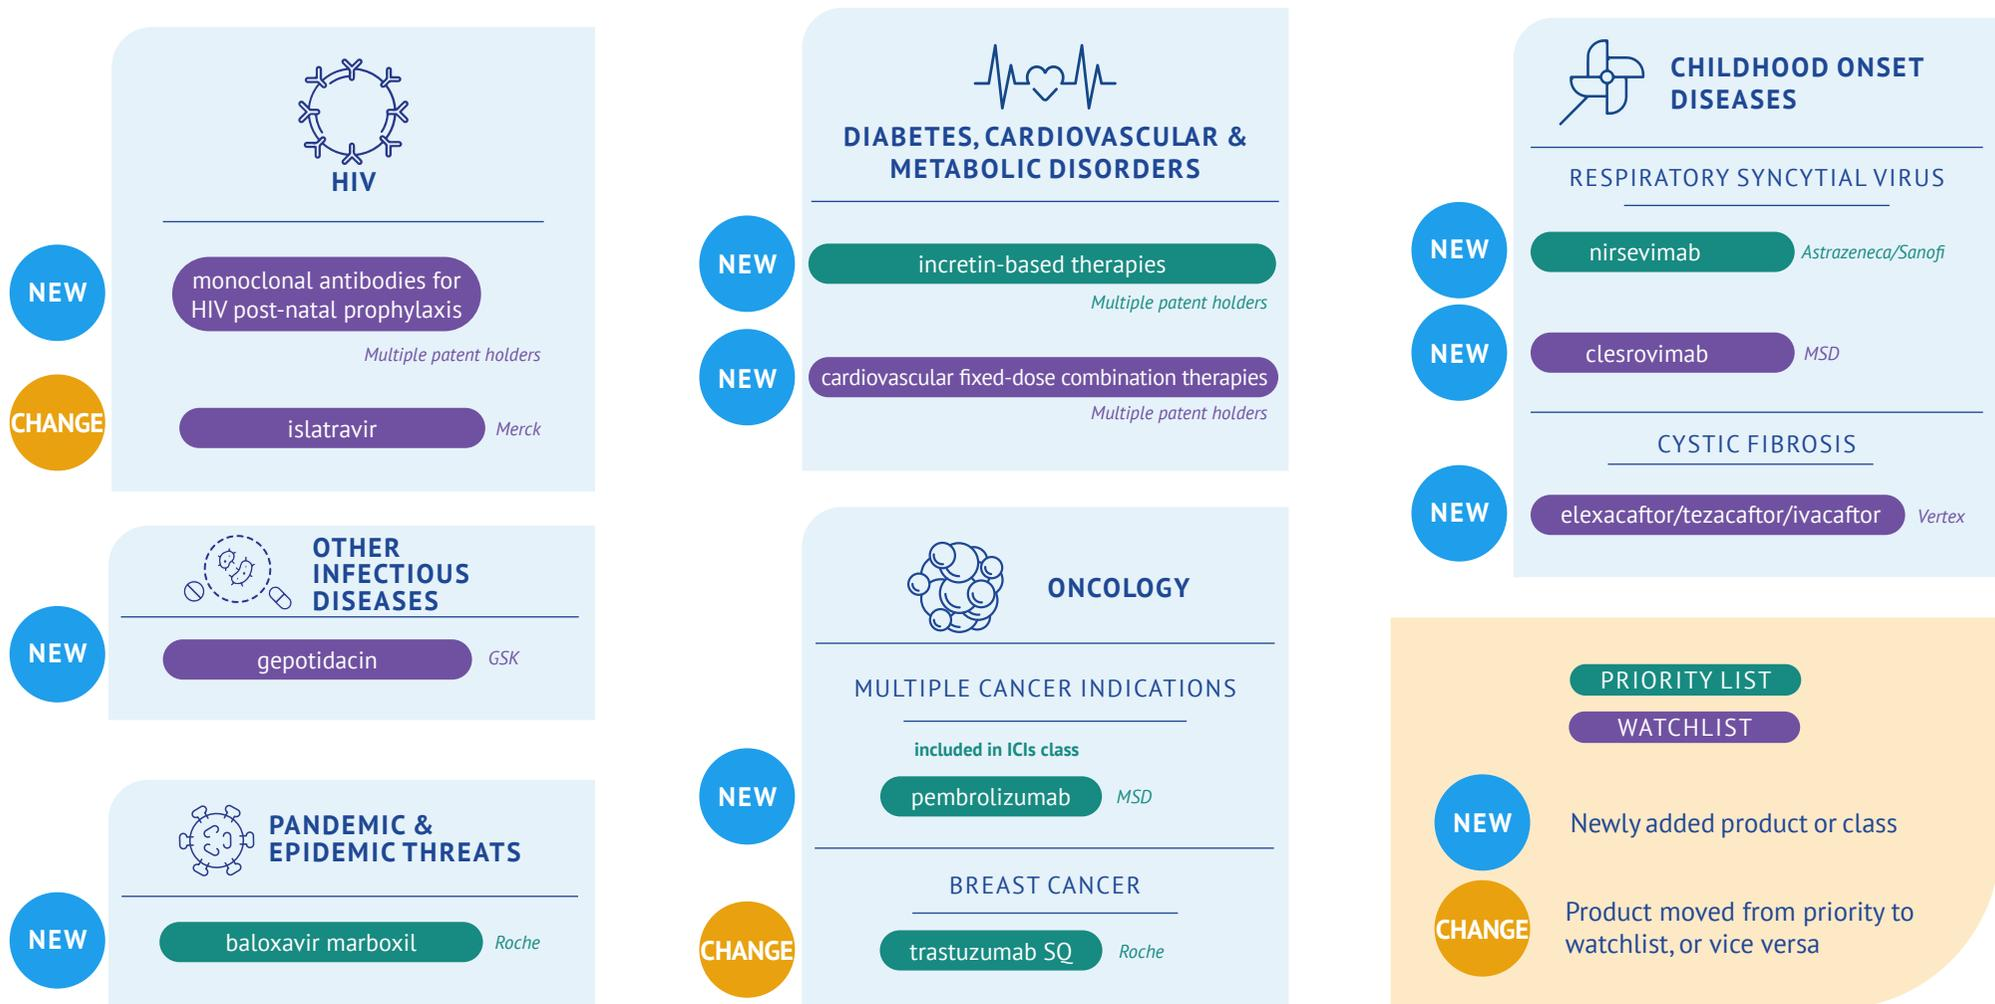 HIV
NEW
monoclonal antibodies for
HIV post-natal prophylaxis
Multiple patent holders
CHANGE
islatravir
Merck
OTHER
INFECTIOUS
DISEASES
NEW
gepotidacin
GSK
PANDEMIC &
EPIDEMIC THREATS
NEW
baloxavir marboxil
Roche
DIABETES, CARDIOVASCULAR &
METABOLIC DISORDERS
NEW
incretin-based therapies
Multiple patent holders
NEW
cardiovascular fixed-dose combination therapies
Multiple patent holders
ONCOLOGY
MULTIPLE CANCER INDICATIONS
included in ICIs class
NEW
pembrolizumab
MSD
BREAST CANCER
CHANGE
trastuzumab SQ
Roche
CHILDHOOD ONSET
DISEASES
RESPIRATORY SYNCYTIAL VIRUS
NEW
nirsevimab
Astrazeneca/Sanofi
NEW
clesrovimab
MSD
CYSTIC FIBROSIS
NEW
elexacaftor/tezacaftor/ivacaftor
Vertex
PRIORITY LIST
WATCHLIST
NEW
Newly added product or class
CHANGE
Product moved from priority to
watchlist, or vice versa